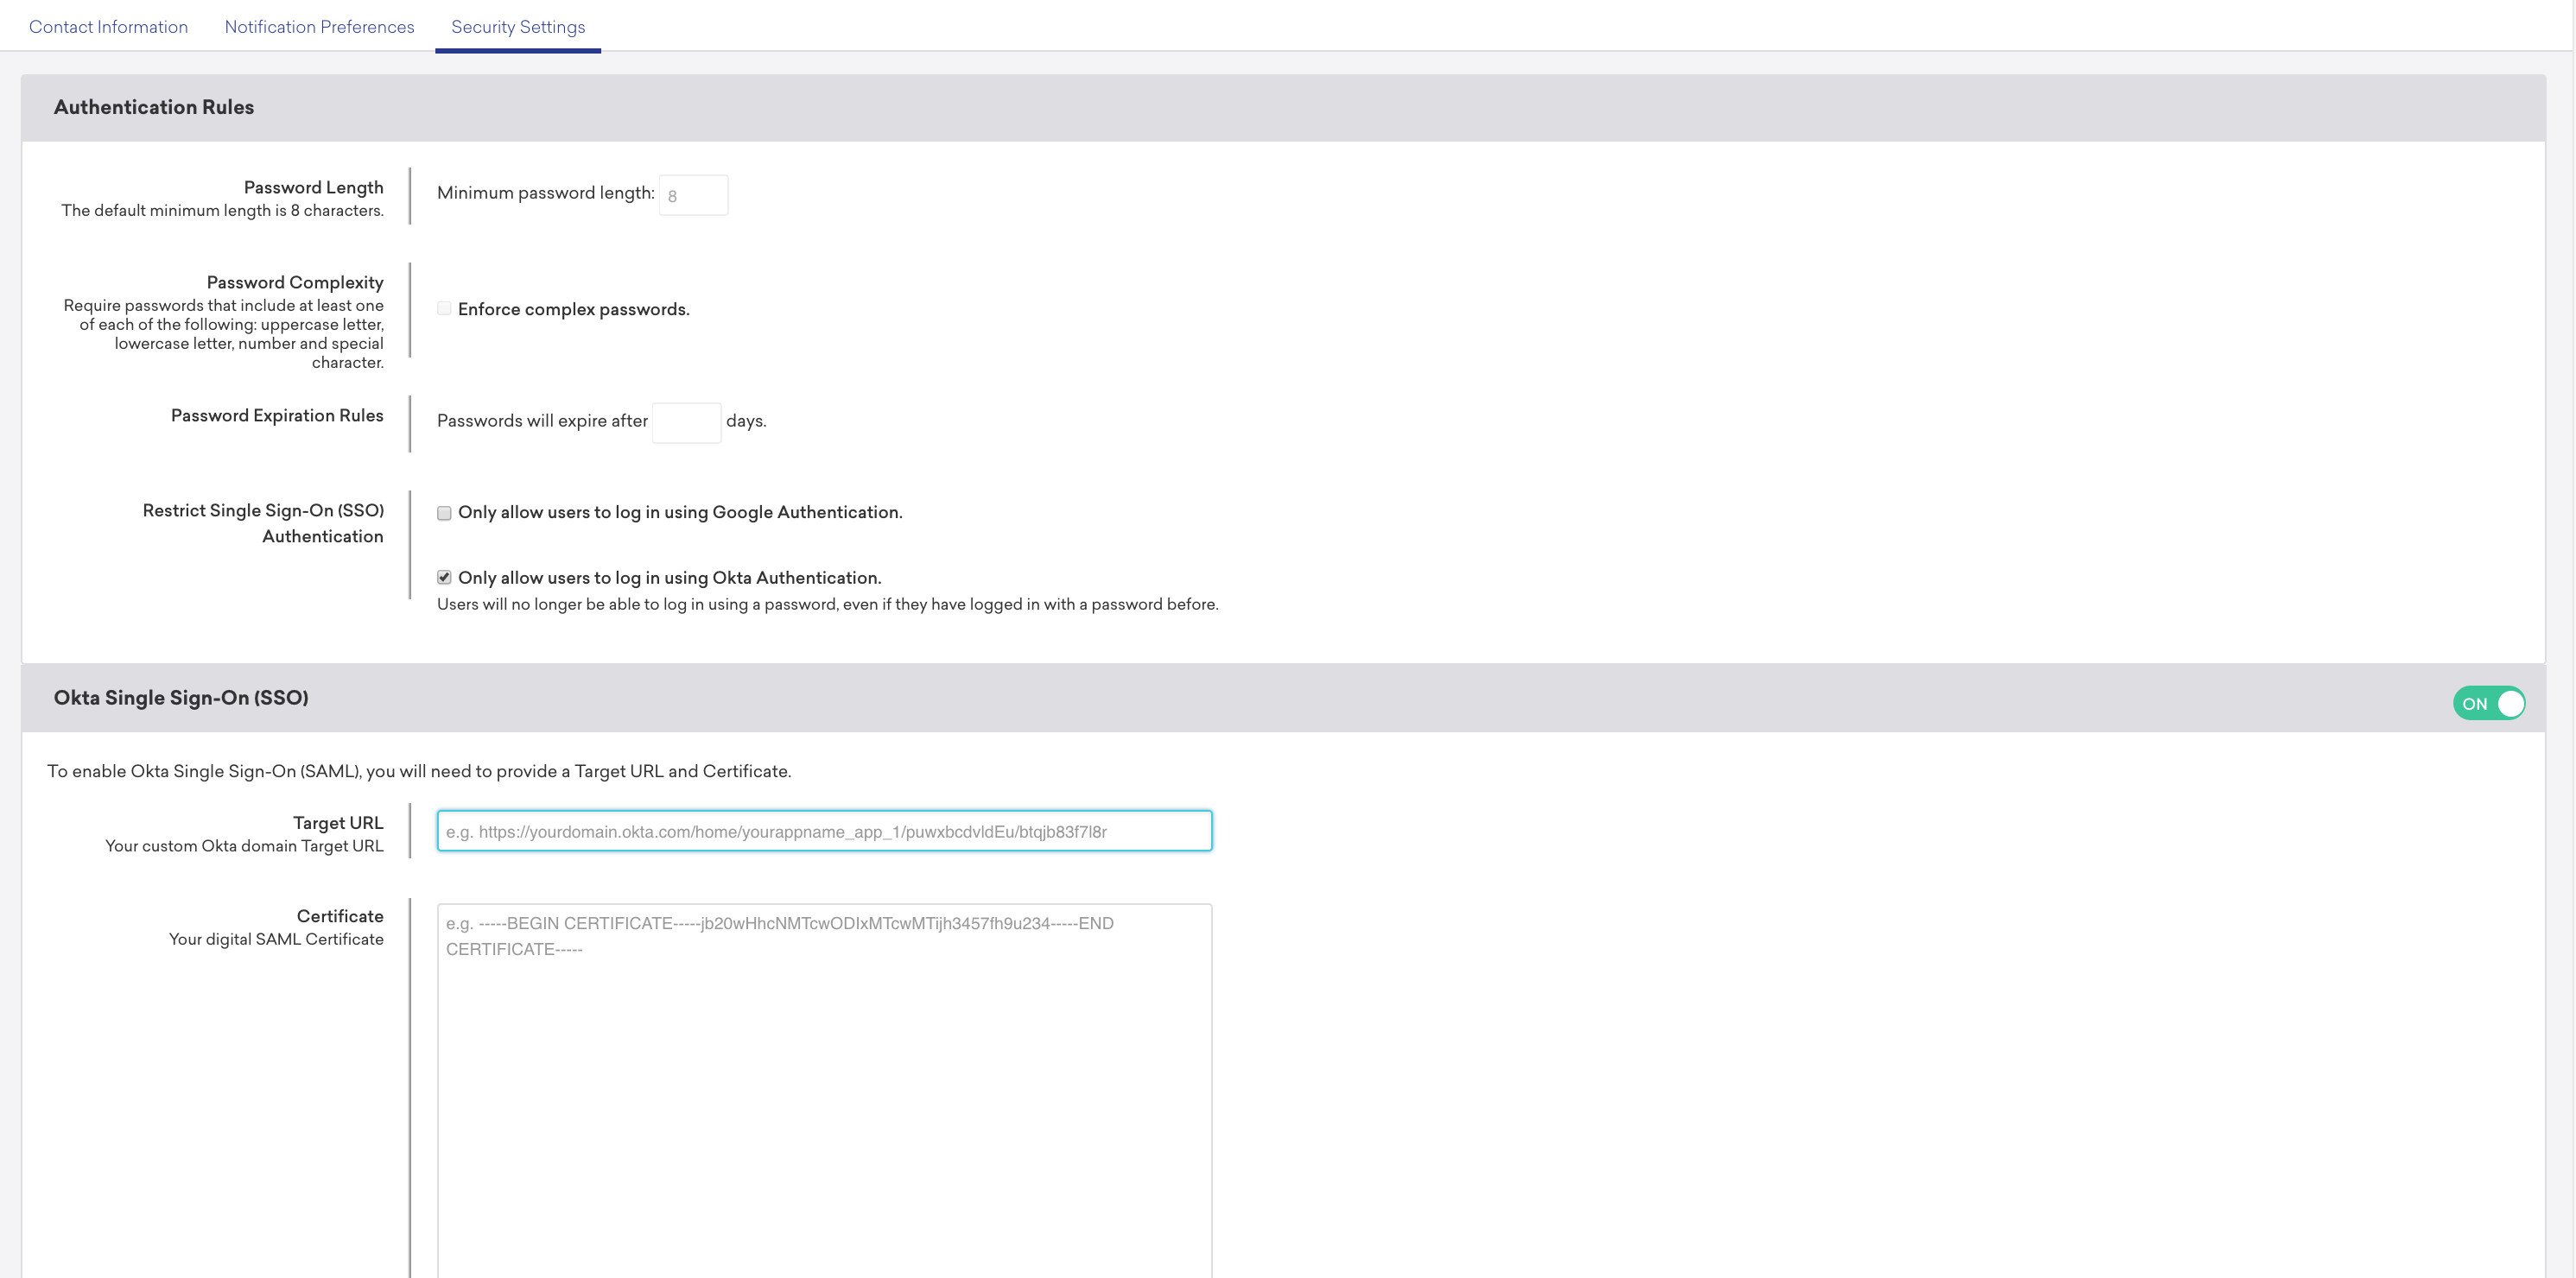 Contact Information Notification Preferences Security Settings
Authentication Rules
Password Length
The default minimum length is 8 characters.
Minimum password length: 8
Password Complexity
Require passwords that include at least one
of each of the following: uppercase letter,
lowercase letter, number and special
character.
Enforce complex passwords.
Password Expiration Rules
Passwords will expire after days.
Restrict Single Sign-On (SSO)
Authentication
Only allow users to log in using Google Authentication.
Only allow users to log in using Okta Authentication.
Users will no longer be able to log in using a password, even if they have logged in with a password before.
Okta Single Sign-On (SSO)
ON
To enable Okta Single Sign-On (SAML), you will need to provide a Target URL and Certificate.
Target URL
Your custom Okta domain Target URL
e.g. https://yourdomain.okta.com/home/yourappname_app_1/puwxbcdvldEu/btqjb83f7l8r
Certificate
Your digital SAML Certificate
e.g. -----BEGIN CERTIFICATE-----jb20wHhcNMTcwODIxMTcwMTijh3457fh9u234-----END
CERTIFICATE-----